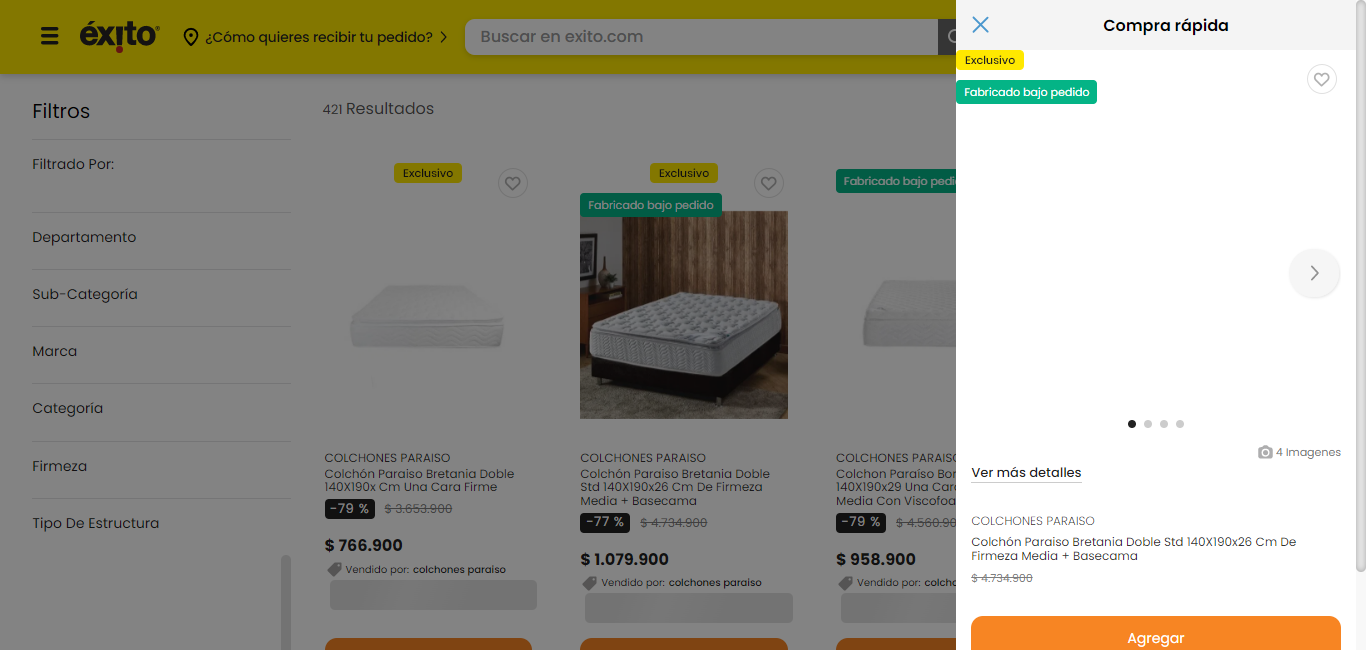 éxito
¿Cómo quieres recibir tu pedido?
Buscar en exito.com
Filtros
Filtrado Por:
Departamento
Sub-Categoría
Marca
Categoría
Firmeza
Tipo De Estructura
421 Resultados
Exclusivo
COLCHONES PARAISO
Colchón Paraiso Bretania Doble
140X190x Cm Una Cara Firme
-79 % $ 3.653.900
$ 766.900
Vendido por: colchones paraiso
Exclusivo
Fabricado bajo pedido
COLCHONES PARAISO
Colchón Paraiso Bretania Doble
Std 140X190x26 Cm De Firmeza
Media + Basecama
-77 % $ 4.734.900
$ 1.079.900
Vendido por: colchones paraiso
Fabricado bajo pedi
COLCHONES PARAISO
Colchon Paraíso Bo
140X190x29 Una Car
Media Con Viscofoa
-79 % $ 4.560.90
$ 958.900
Vendido por: colcho
Compra rápida
Exclusivo
Fabricado bajo pedido
4 Imagenes
Ver más detalles
COLCHONES PARAISO
Colchón Paraiso Bretania Doble Std 140X190x26 Cm De
Firmeza Media + Basecama
$ 4.734.900
Agregar